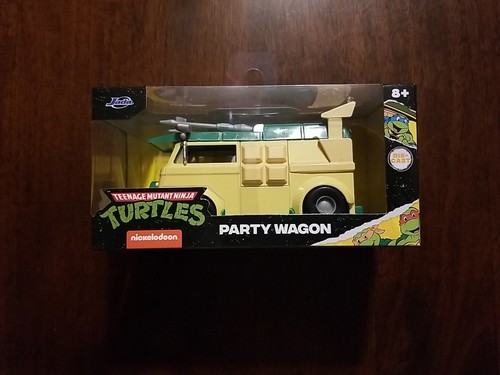 Jada
8+
DIE-
CAST
TEENAGE MUTANT NINJA
TURTLES
nickelodeon
PARTY WAGON